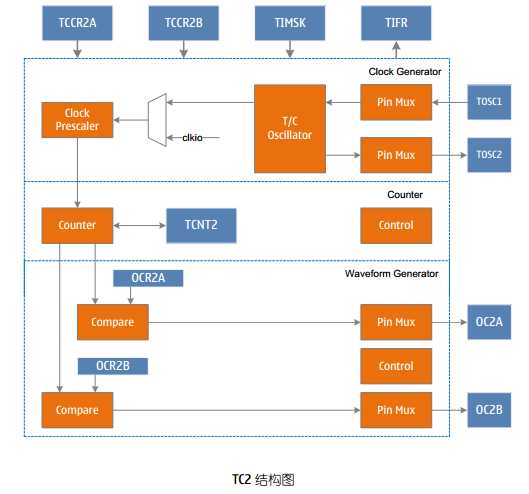 TCCR2A
TCCR2B
TIMSK
TIFR
Clock Generator
Clock
Prescaler
clkio
T/C
Oscillator
Pin Mux
TOSC1
Pin Mux
TOSC2
Counter
Counter
TCNT2
Control
Waveform Generator
OCR2A
Compare
Pin Mux
OC2A
OCR2B
Control
Compare
Pin Mux
OC2B
TC2 结构图